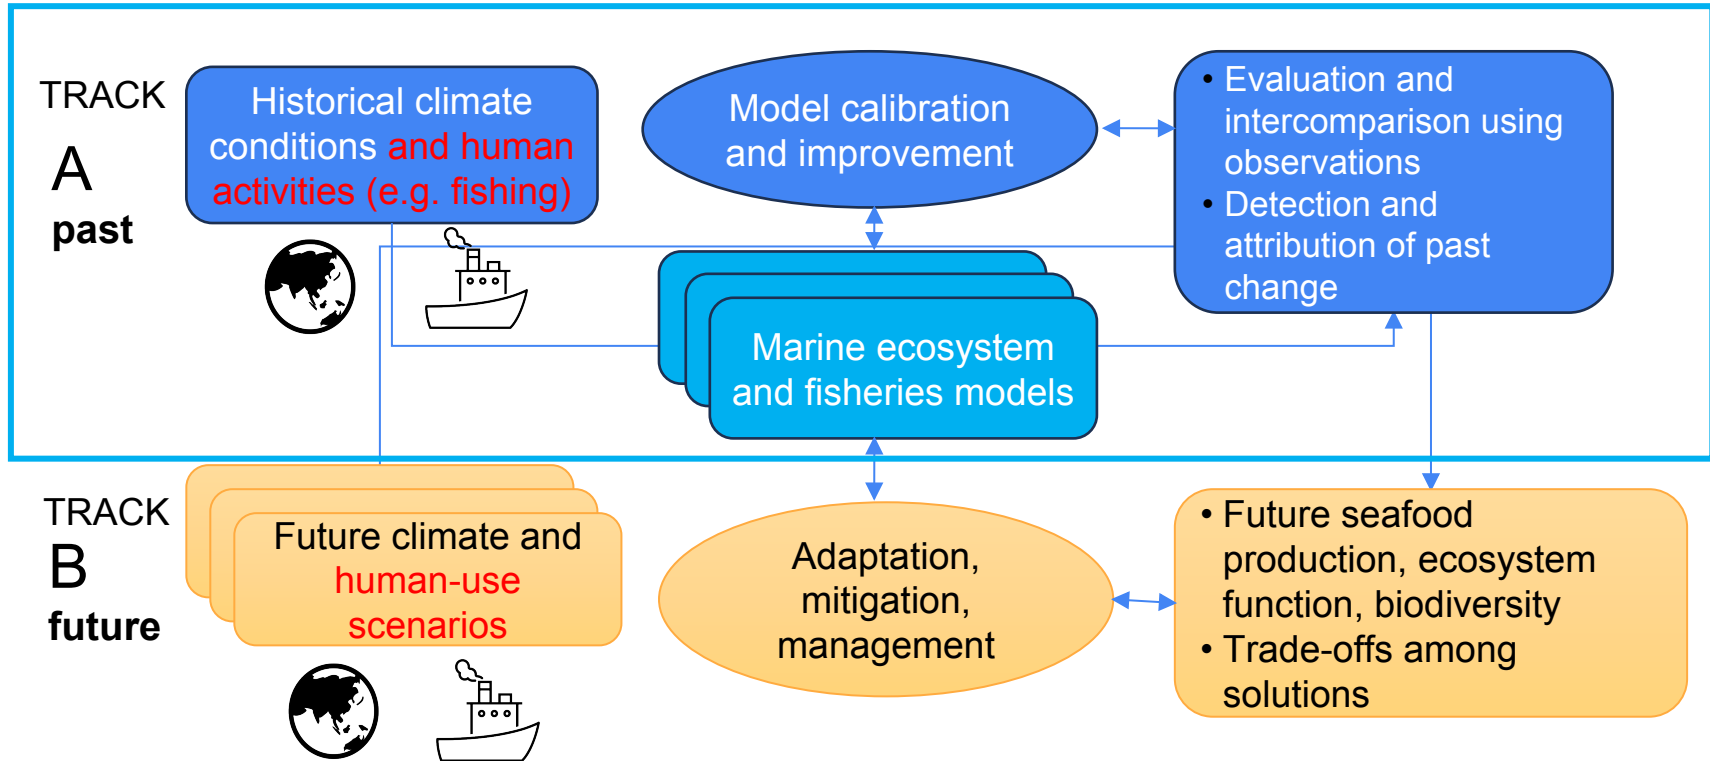 TRACK
A
past
Historical climate
conditions and human
activities (e.g. fishing)
Model calibration
and improvement
• Evaluation and
intercomparison using
observations
• Detection and
attribution of past
change
Marine ecosystem
and fisheries models
TRACK
B
future
Future climate and
human-use
scenarios
Adaptation,
mitigation,
management
• Future seafood
production, ecosystem
function, biodiversity
• Trade-offs among
solutions